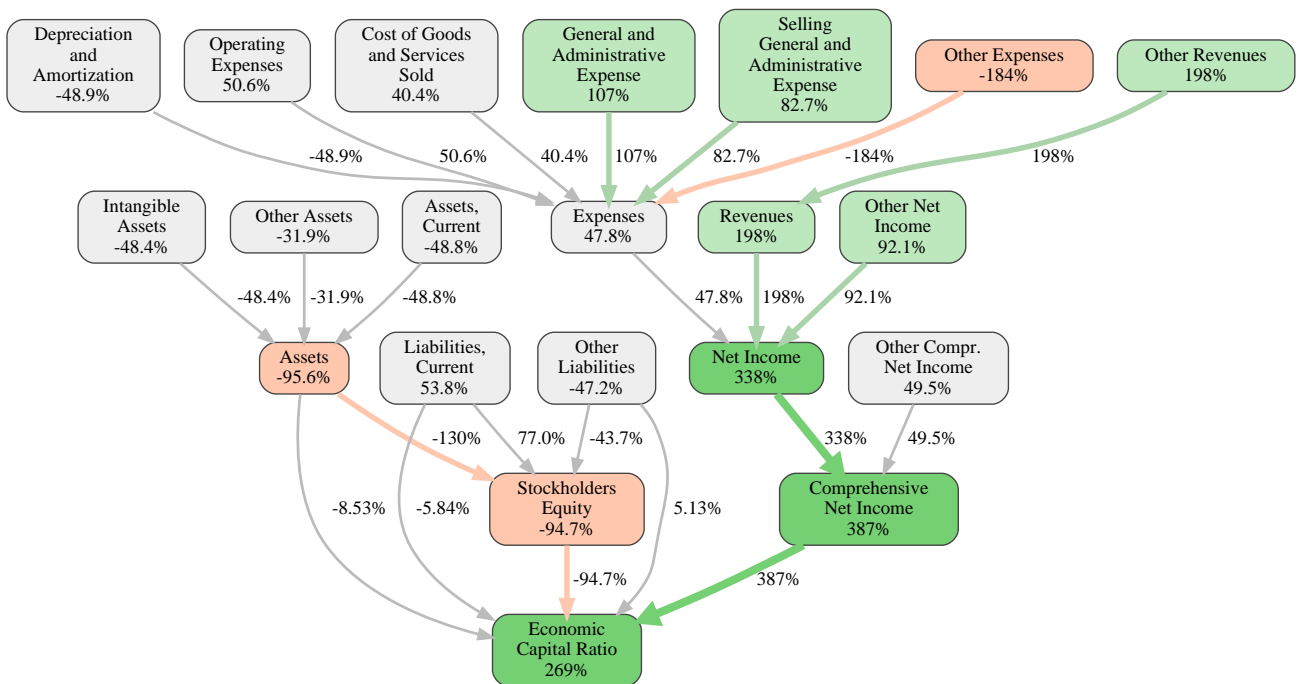 Depreciation
and
Amortization
-48.9%
Operating
Expenses
50.6%
Cost of Goods
and Services
Sold
40.4%
General and
Administrative
Expense
107%
Selling
General and
Administrative
Expense
82.7%
Other Expenses
-184%
Other Revenues
198%
-48.9%
50.6%
40.4%
107%
82.7%
-184%
198%
Intangible
Assets
-48.4%
Other Assets
-31.9%
Assets,
Current
-48.8%
Expenses
47.8%
Revenues
198%
Other Net
Income
92.1%
-48.4%
-31.9%
-48.8%
47.8%
198%
92.1%
Assets
-95.6%
Liabilities,
Current
53.8%
Other
Liabilities
-47.2%
Net Income
338%
Other Compr.
Net Income
49.5%
-130%
77.0%
-43.7%
338%
49.5%
Stockholders
Equity
-94.7%
Comprehensive
Net Income
387%
-8.53%
-5.84%
5.13%
-94.7%
387%
Economic
Capital Ratio
269%